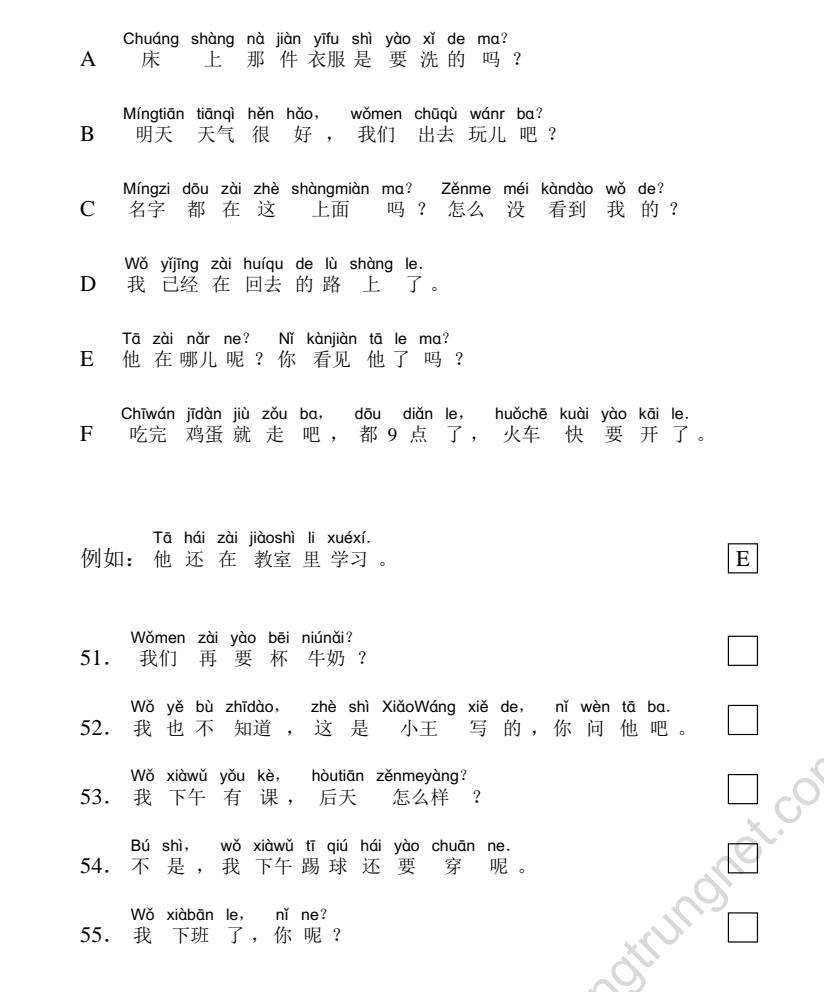 Chuáng shàng nà jiàn yīfu shì yào xǐ de ma？
A 床 上 那 件 衣服 是 要 洗 的 吗 ？
Míngtiān tiānqì hěn hǎo， wǒmen chūqù wánr ba？
B 明天 天气 很 好 ， 我们 出去 玩儿 吧 ？
Míngzi dōu zài zhè shàngmiàn ma？ Zěnme méi kàndào wǒ de？
C 名字 都 在 这 上面 吗 ？ 怎么 没 看到 我 的 ？
Wǒ yǐjīng zài huíqu de lù shàng le.
D 我 已经 在 回去 的 路 上 了 。
Tā zài nǎr ne？ Nǐ kànjiàn tā le ma？
E 他 在 哪儿 呢 ？ 你 看见 他 了 吗 ？
Chīwán jīdàn jiù zǒu ba， dōu diǎn le， huǒchē kuài yào kāi le.
F 吃完 鸡蛋 就 走 吧 ， 都 9 点 了 ， 火车 快 要 开 了 。
Tā hái zài jiàoshì li xuéxí.
例如： 他 还 在 教室 里 学习 。 E
Wǒmen zài yào bēi niúnǎi？
51． 我们 再 要 杯 牛奶 ？
Wǒ yě bù zhīdào， zhè shì XiǎoWáng xiě de， nǐ wèn tā ba.
52． 我 也 不 知道 ， 这 是 小王 写 的 ， 你 问 他 吧 。
Wǒ xiàwǔ yǒu kè， hòutiān zěnmeyàng？
53． 我 下午 有 课 ， 后天 怎么样 ？
Bú shì， wǒ xiàwǔ tī qiú hái yào chuān ne.
54． 不 是 ， 我 下午 踢 球 还 要 穿 呢 。
Wǒ xiàbān le， nǐ ne？
55． 我 下班 了 ， 你 呢 ？
ngtrungnet.co